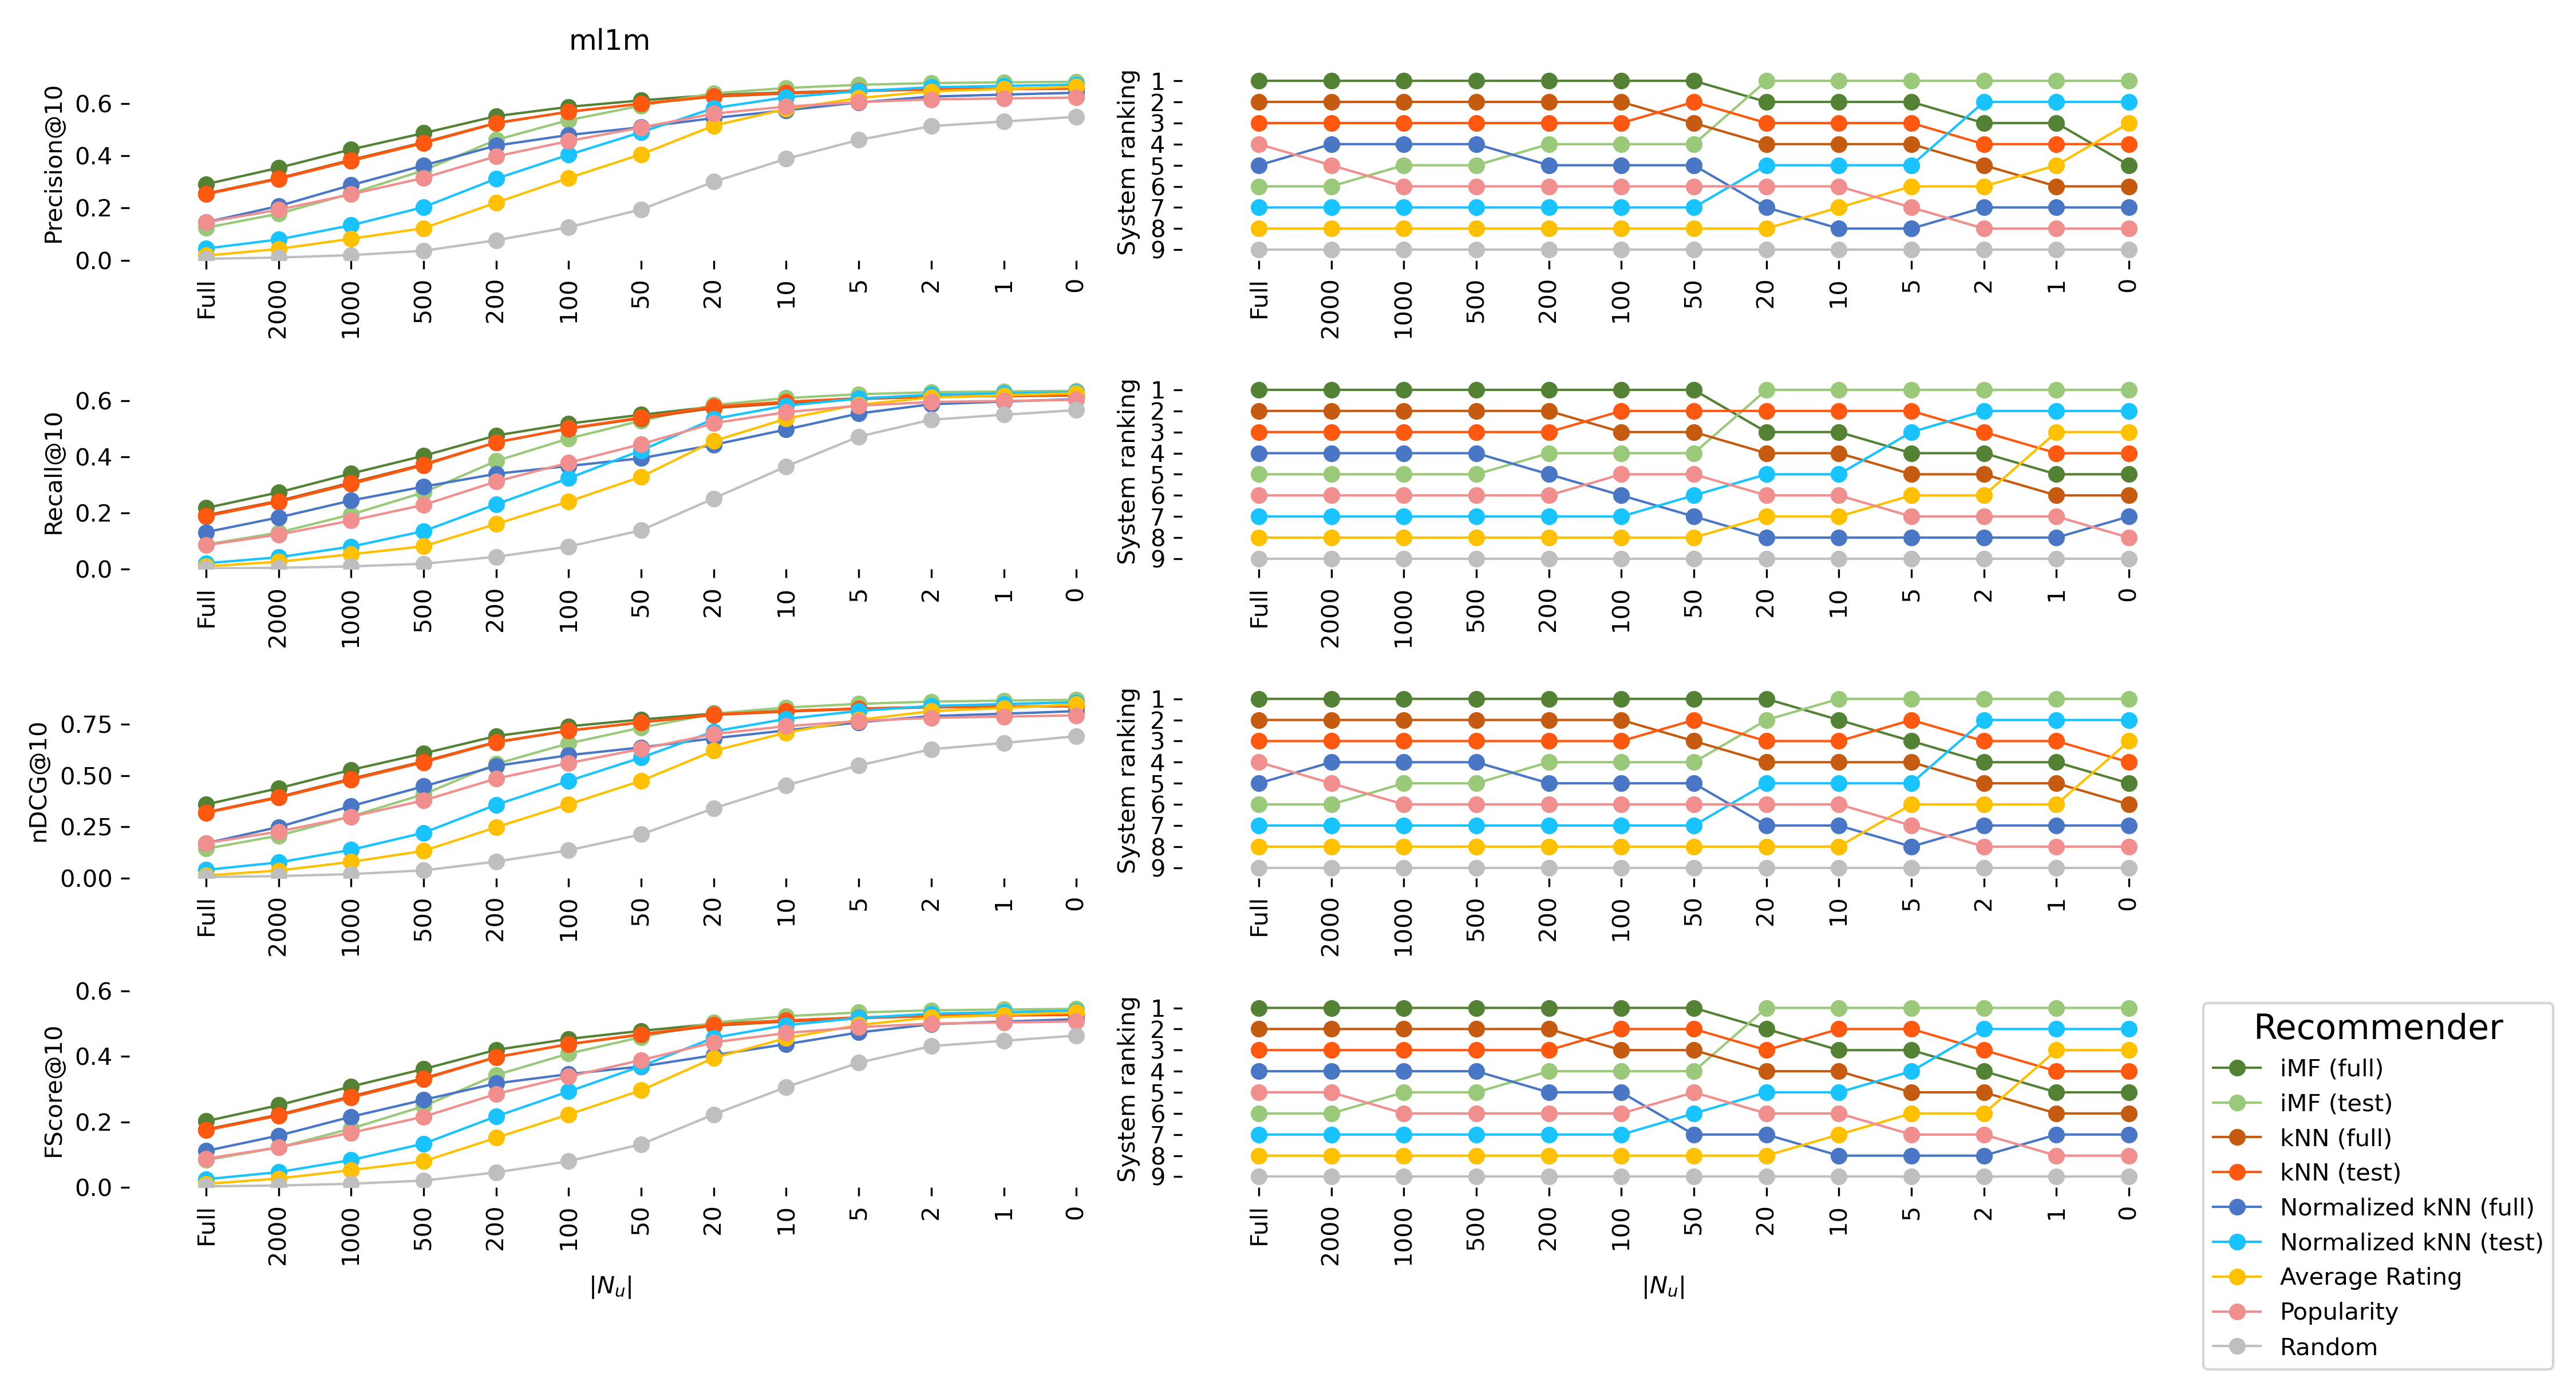 ml1m
Precision@10
0.6
0.4
0.2
0.0
Full 2000 1000 500 200 100 50 20 10 5 2 1 0
System ranking
1
2
3
4
5
6
7
8
9
Full 2000 1000 500 200 100 50 20 10 5 2 1 0
Recall@10
0.6
0.4
0.2
0.0
Full 2000 1000 500 200 100 50 20 10 5 2 1 0
System ranking
1
2
3
4
5
6
7
8
9
Full 2000 1000 500 200 100 50 20 10 5 2 1 0
nDCG@10
0.75
0.50
0.25
0.00
Full 2000 1000 500 200 100 50 20 10 5 2 1 0
System ranking
1
2
3
4
5
6
7
8
9
Full 2000 1000 500 200 100 50 20 10 5 2 1 0
FScore@10
0.6
0.4
0.2
0.0
Full 2000 1000 500 200 100 50 20 10 5 2 1 0
|N_u|
System ranking
1
2
3
4
5
6
7
8
9
Full 2000 1000 500 200 100 50 20 10 5 2 1 0
|N_u|
Recommender
iMF (full)
iMF (test)
kNN (full)
kNN (test)
Normalized kNN (full)
Normalized kNN (test)
Average Rating
Popularity
Random